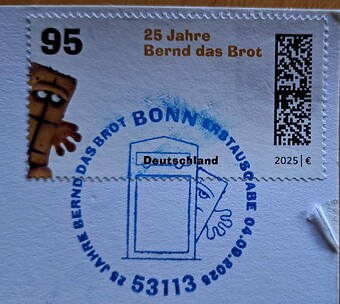 95
25 Jahre
Bernd das Brot
Deutschland
2025 | €
25 JAHRE BERND DAS BROT BONN ERSTAUSGABE 04.09.2025
53113